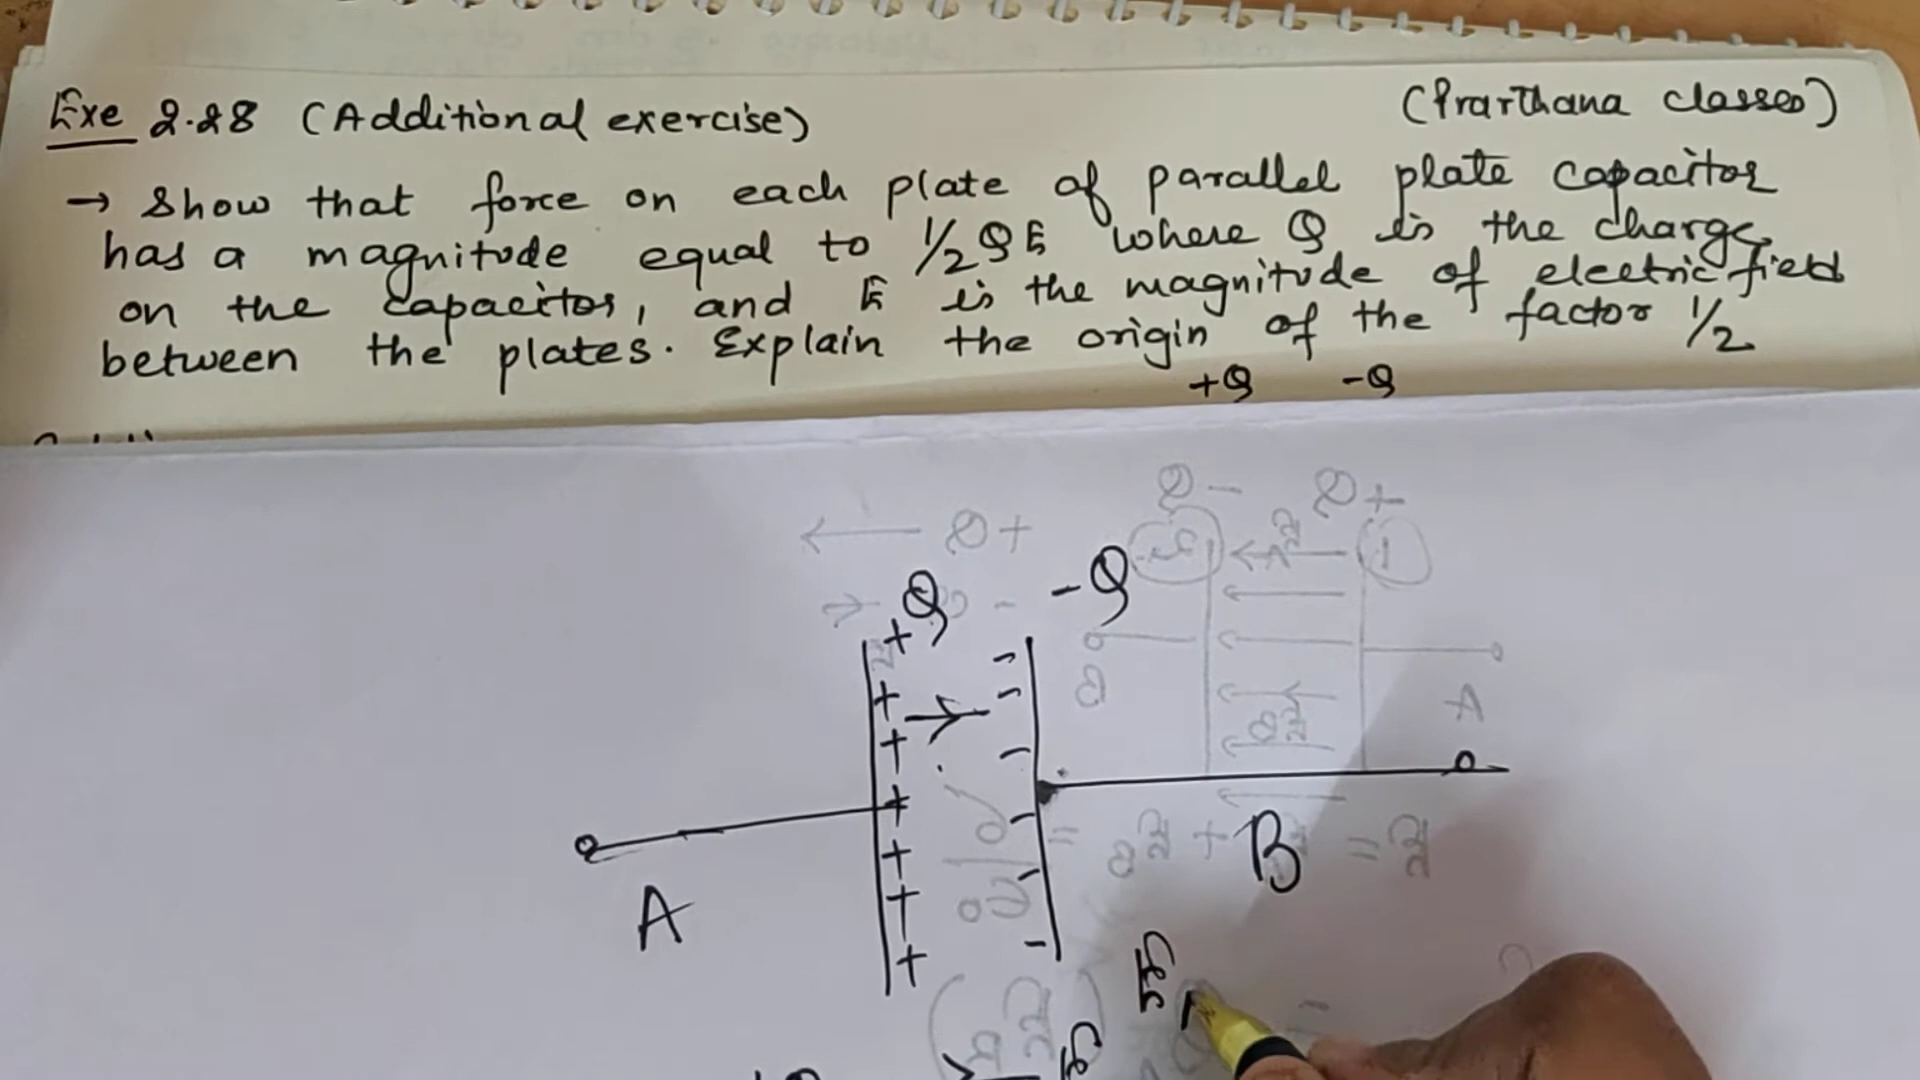 Exe 2.28 (Additional exercise) (Prarthana classes)
→ Show that force on each plate of parallel plate capacitor
has a magnitude equal to 1/2 QE where Q is the charge
on the capacitor, and E is the magnitude of electric field
between the plates. Explain the origin of the factor 1/2
+Q -Q
Q -Q
+ -
+ -
+ -
+ -
+ -
+ -
+
A B